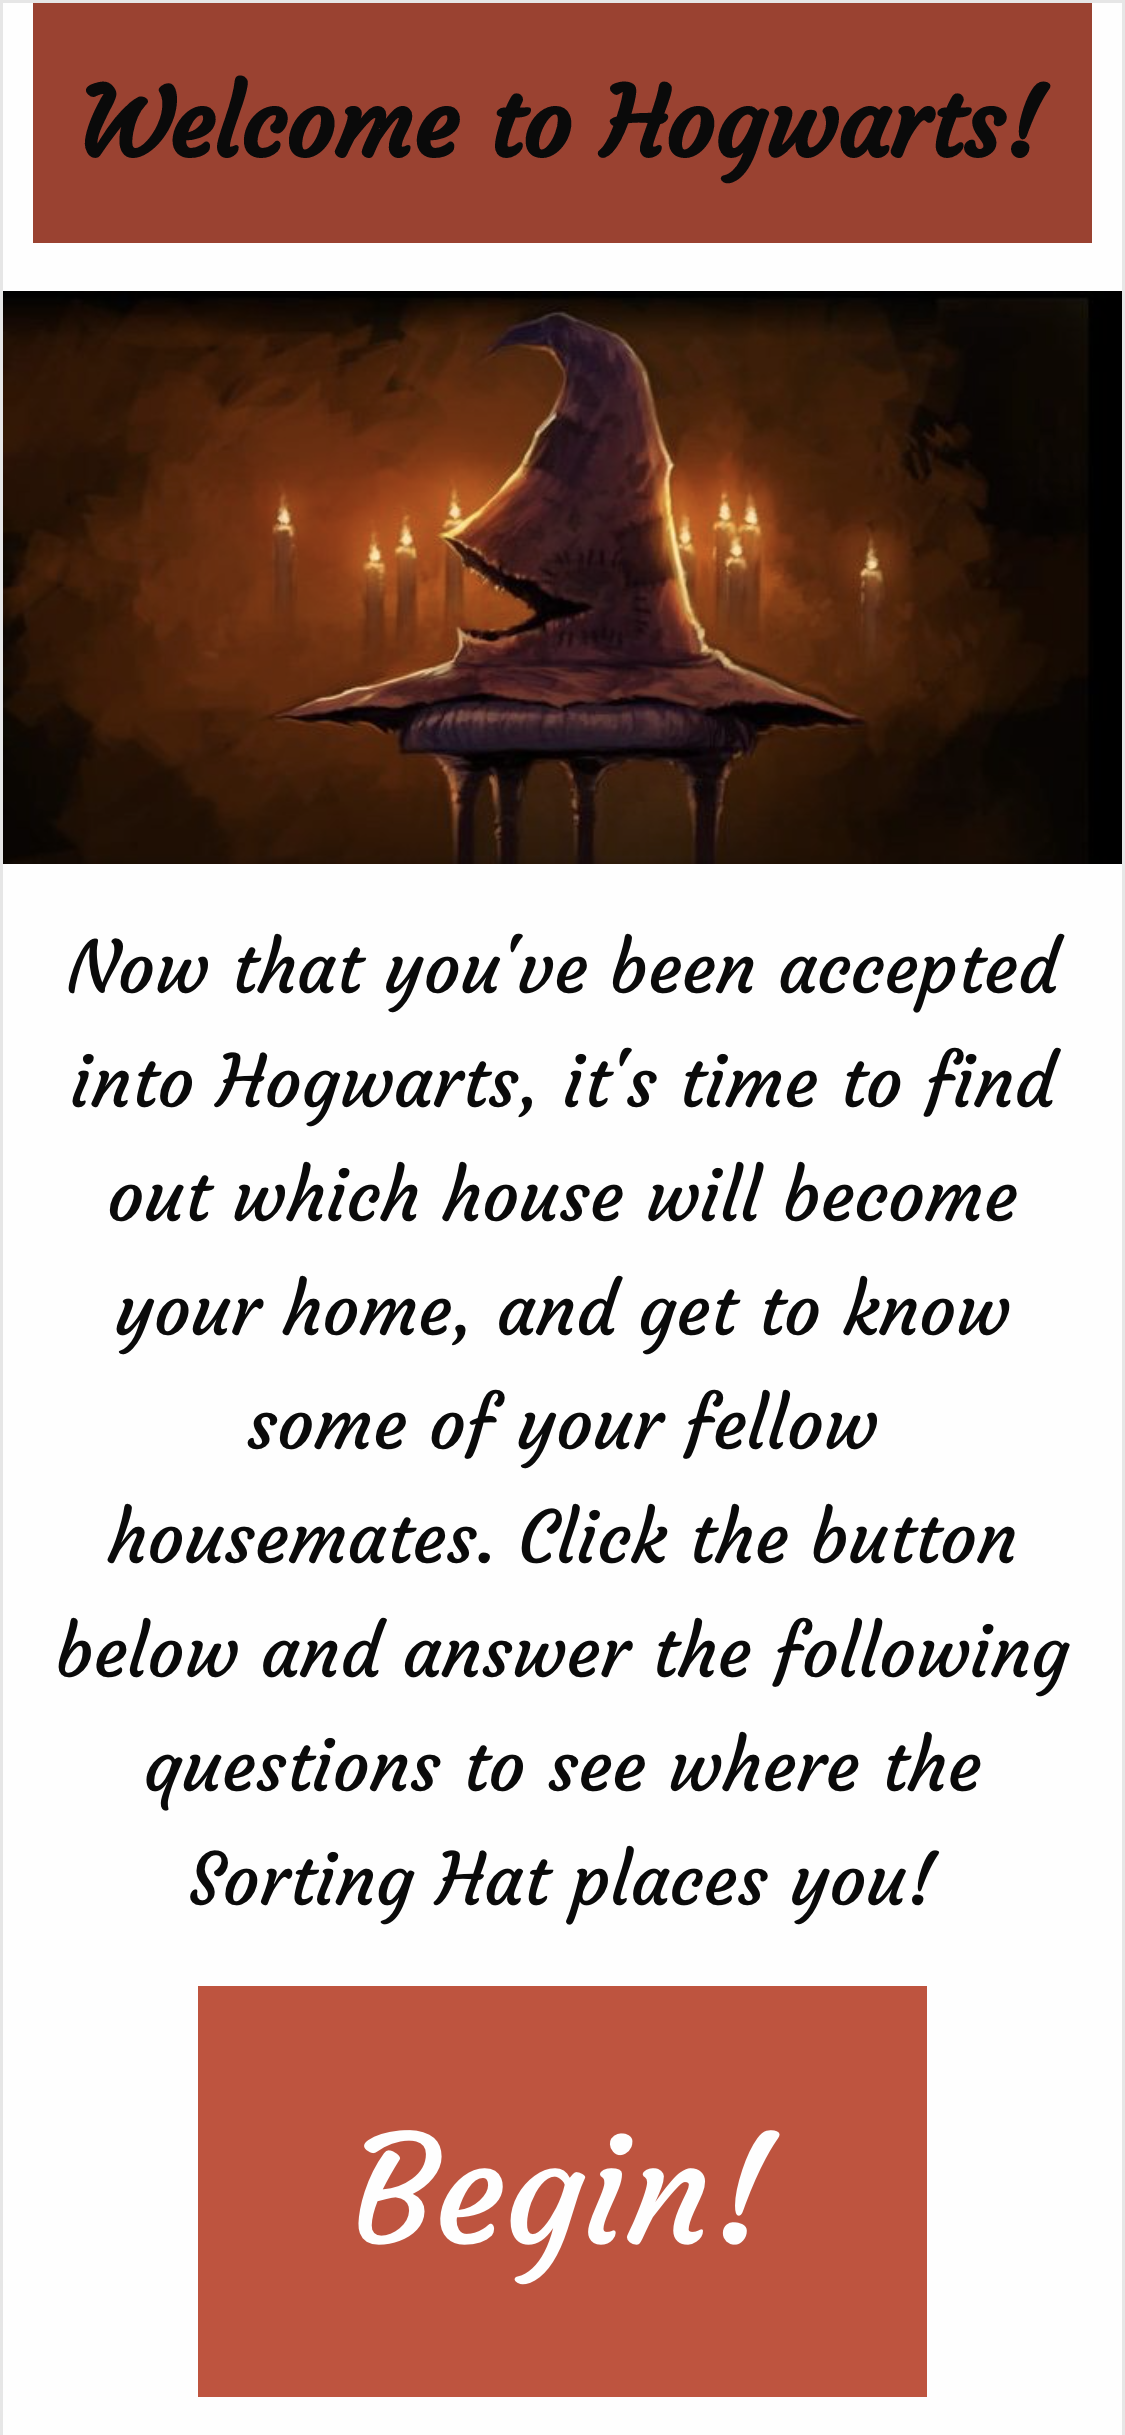 Welcome to Hogwarts!
Now that you've been accepted
into Hogwarts, it's time to find
out which house will become
your home, and get to know
some of your fellow
housemates. Click the button
below and answer the following
questions to see where the
Sorting Hat places you!
Begin!